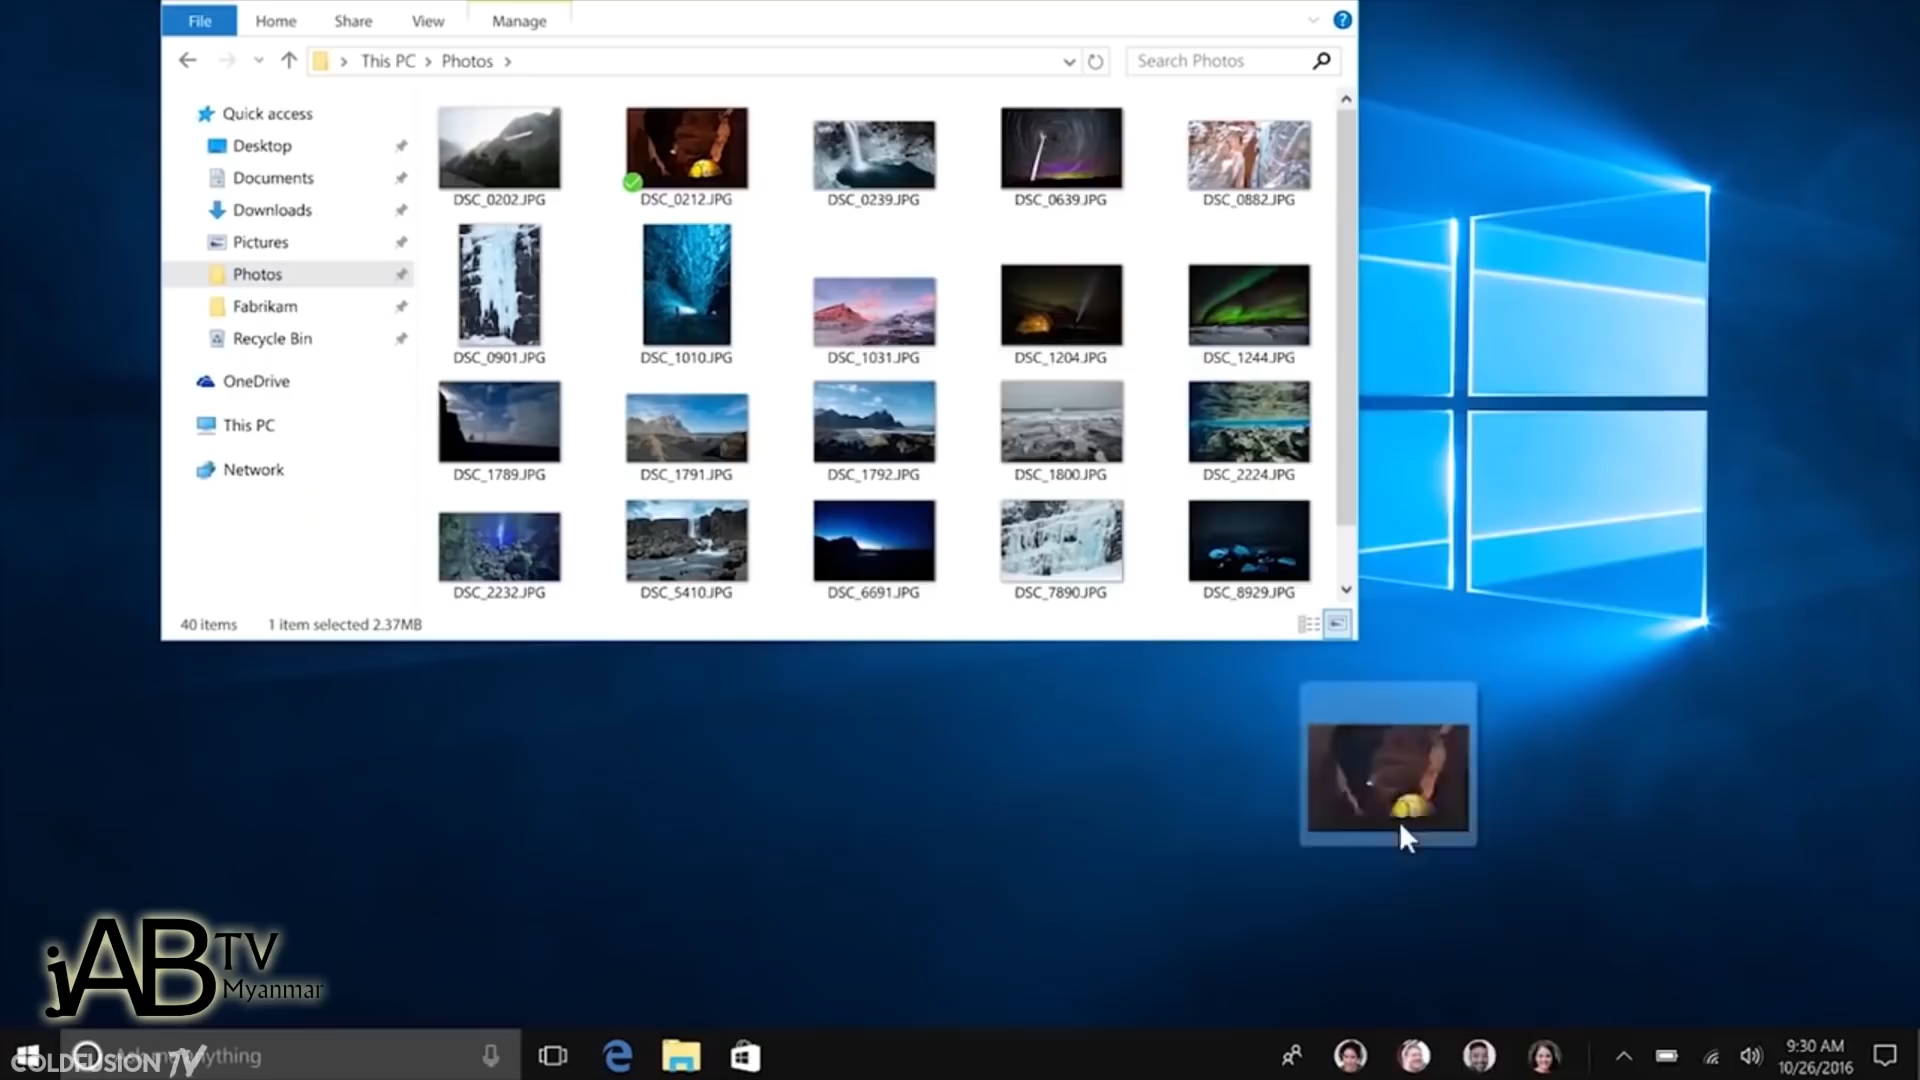 File Home Share View Manage
This PC Photos
Search Photos
Quick access
Desktop
Documents
Downloads
Pictures
Photos
Fabrikam
Recycle Bin
OneDrive
This PC
Network
DSC_0202.JPG DSC_0212.JPG DSC_0239.JPG DSC_0639.JPG DSC_0882.JPG
DSC_0901.JPG DSC_1010.JPG DSC_1031.JPG DSC_1204.JPG DSC_1244.JPG
DSC_1789.JPG DSC_1791.JPG DSC_1792.JPG DSC_1800.JPG DSC_2224.JPG
DSC_2232.JPG DSC_5410.JPG DSC_6691.JPG DSC_7890.JPG DSC_8929.JPG
40 items 1 item selected 2.37MB
jAB TV
Myanmar
COLDFUSION TV
Ask me anything
9:30 AM
10/26/2016